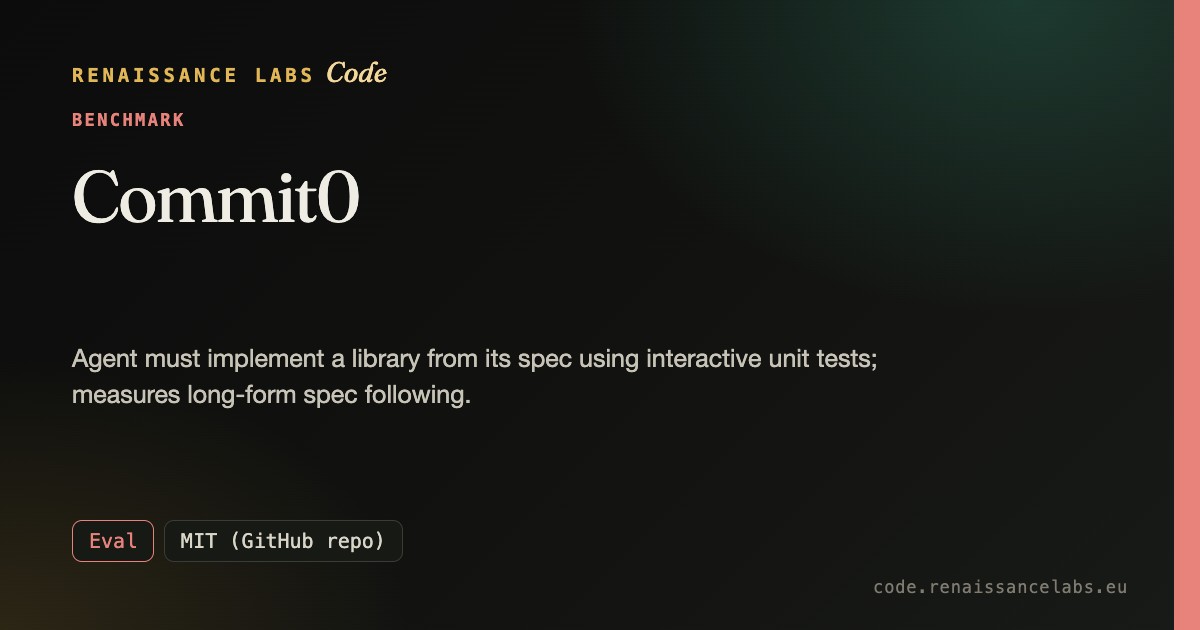 RENAISSANCE LABS Code
BENCHMARK
Commit0
Agent must implement a library from its spec using interactive unit tests;
measures long-form spec following.
Eval
MIT (GitHub repo)
code.renaissancelabs.eu